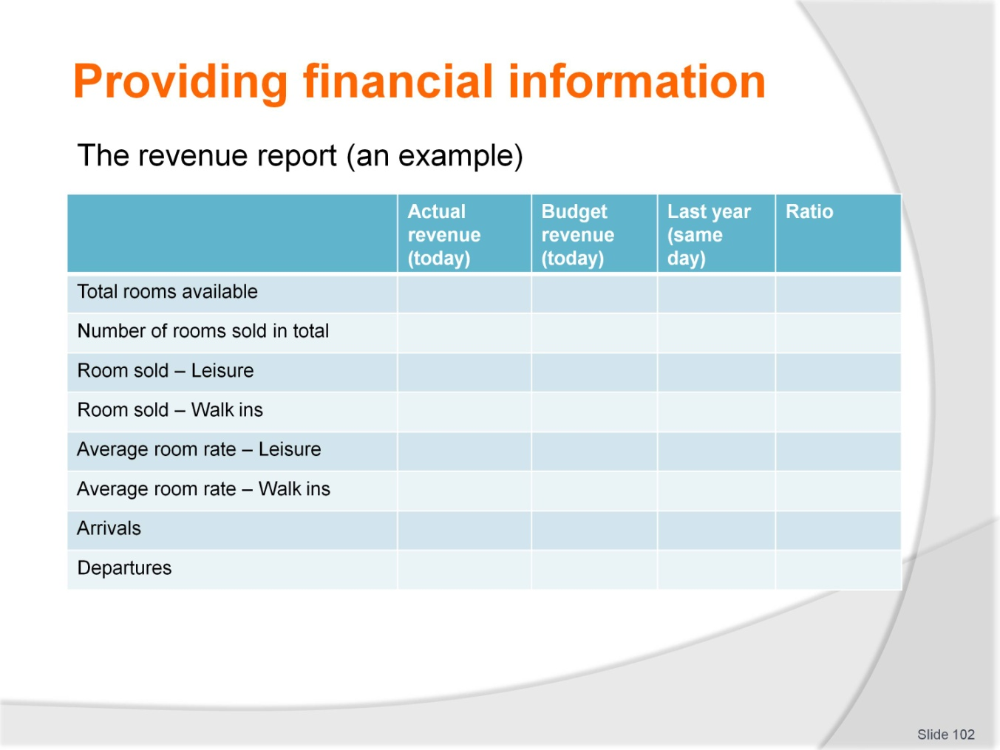 Providing financial information
The revenue report (an example)
Actual revenue (today)
Budget revenue (today)
Last year (same day)
Ratio
Total rooms available
Number of rooms sold in total
Room sold – Leisure
Room sold – Walk ins
Average room rate – Leisure
Average room rate – Walk ins
Arrivals
Departures
Slide 102